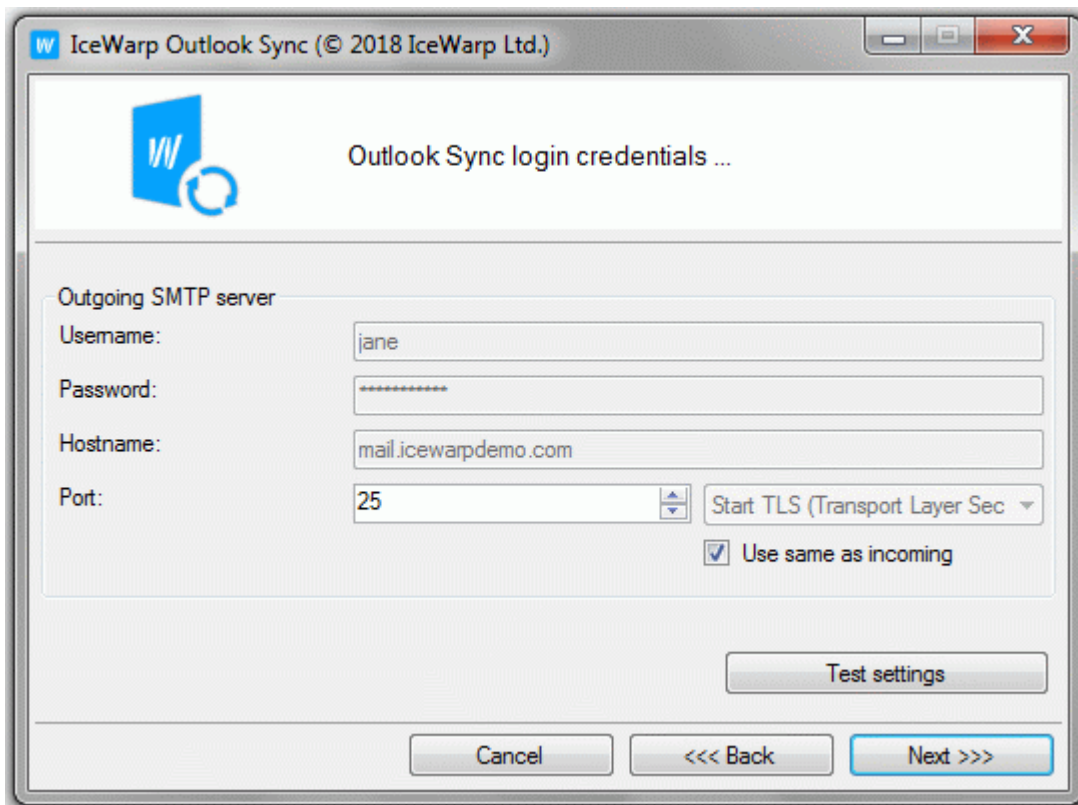 IceWarp Outlook Sync (© 2018 IceWarp Ltd.)
Outlook Sync login credentials ...
Outgoing SMTP server
Username: jane
Password: ***********
Hostname: mail.icewarpdemo.com
Port: 25 Start TLS (Transport Layer Sec
Use same as incoming
Test settings
Cancel <<< Back Next >>>